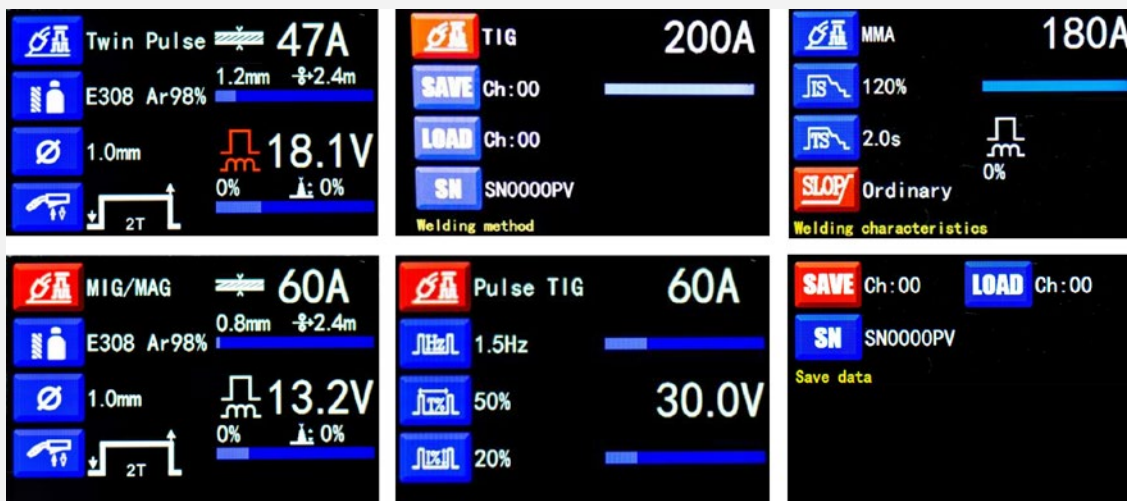 Twin Pulse 47A
1.2mm 2.4m
E308 Ar98%
Ø 1.0mm 18.1V
0% : 0%
2T
TIG 200A
SAVE Ch:00
LOAD Ch:00
SN SN0000PV
Welding method
MMA 180A
IS 120%
TS 2.0s
0%
SLOP Ordinary
Welding characteristics
MIG/MAG 60A
0.8mm 2.4m
E308 Ar98%
Ø 1.0mm 13.2V
0% : 0%
2T
Pulse TIG 60A
Hz 1.5Hz
T% 50% 30.0V
I% 20%
SAVE Ch:00 LOAD Ch:00
SN SN0000PV
Save data